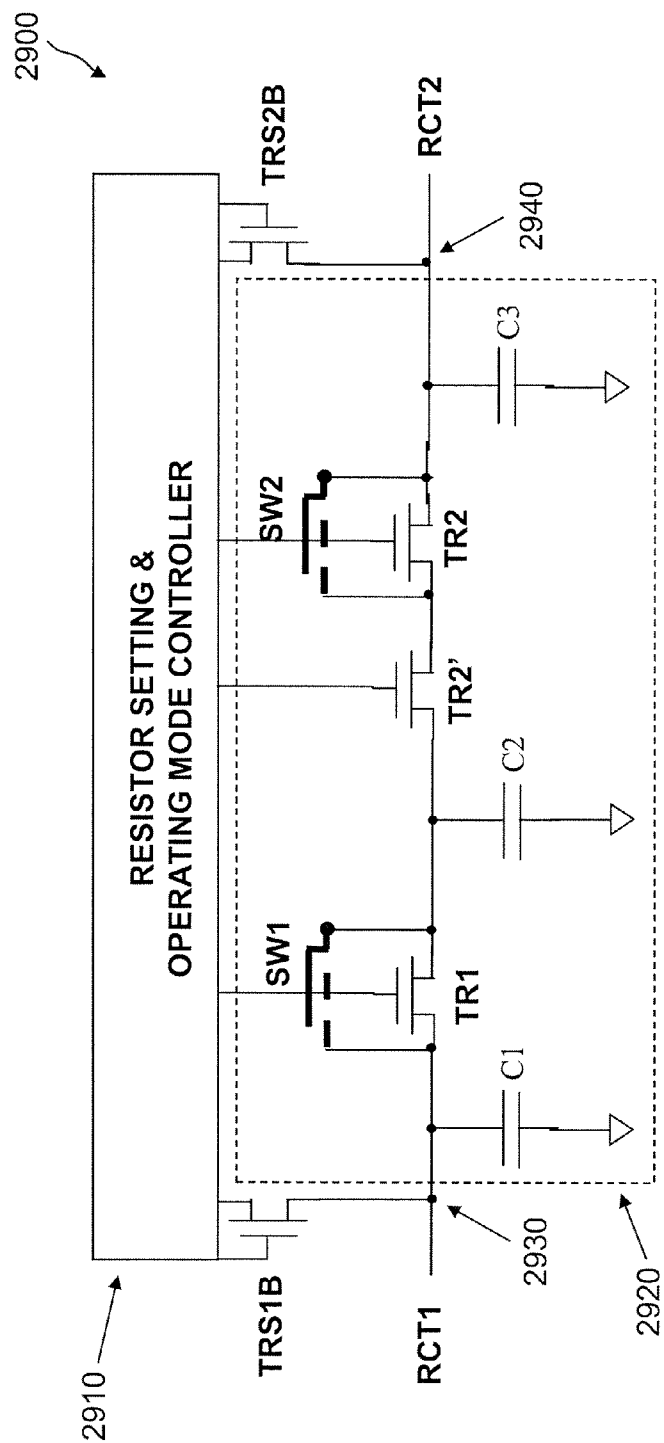 2900
2910
RESISTOR SETTING &
OPERATING MODE CONTROLLER
TRS1B
TRS2B
SW1
SW2
RCT1
RCT2
TR1
TR2'
TR2
2930
2940
C1
C2
C3
2920